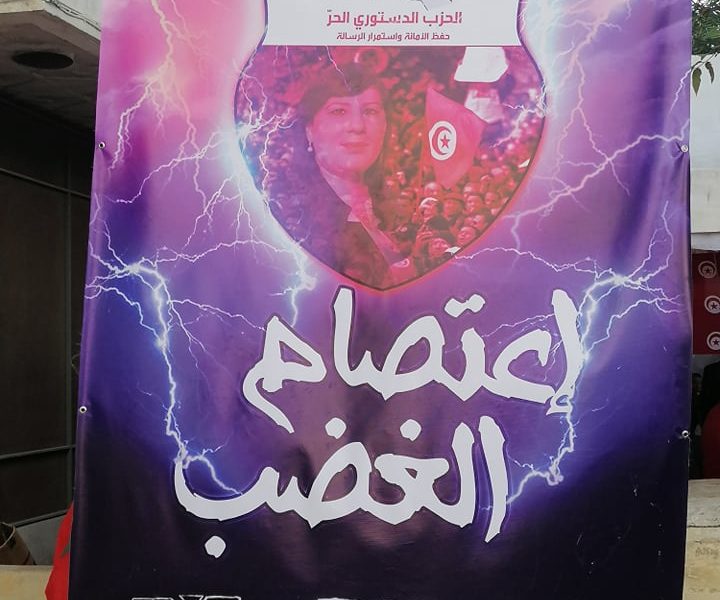 الحزب الدستوري الحرّ
حفظ الأمانة واستمرار الرسالة
إعتصام
الغضب